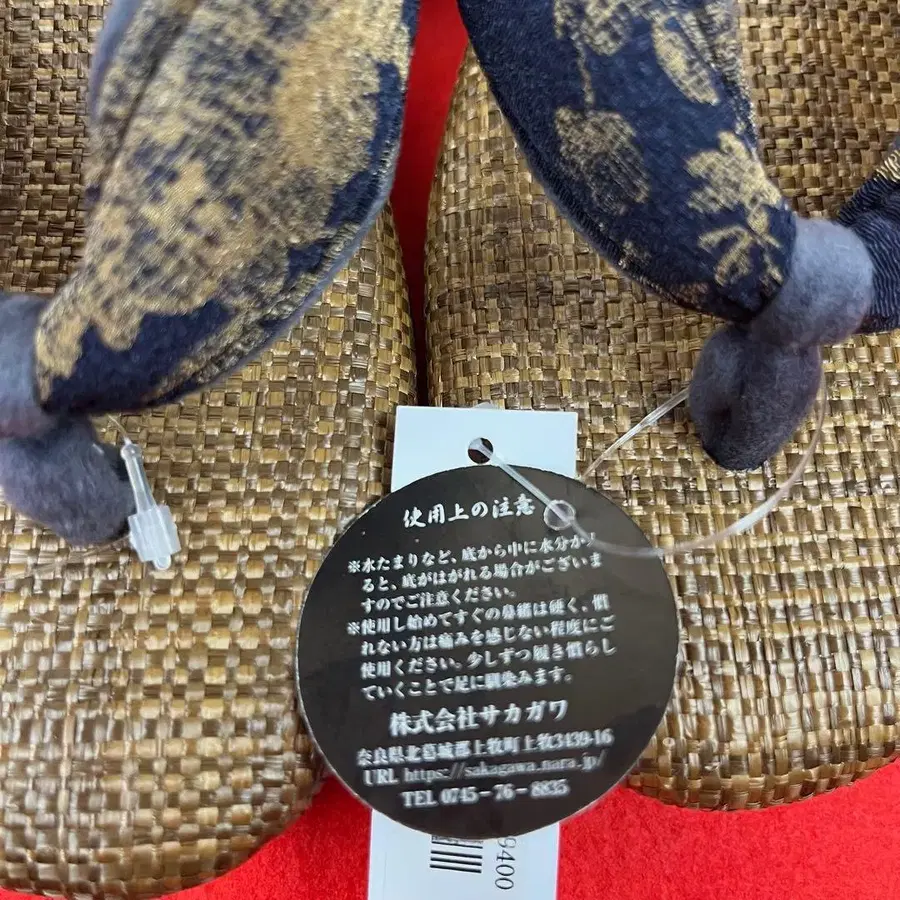 使用上の注意
※水たまりなど、底から中に水分が入
ると、底がはがれる場合がございま
すのでご注意ください。
※使用し始めてすぐの鼻緒は硬く、慣
れない方は痛みを感じない程度にご
使用ください。少しずつ履き慣らし
ていくことで足に馴染みます。
株式会社サカガワ
奈良県北葛城郡上牧町上牧3439-16
URL https://sakagawa.nara.jp/
TEL 0745-76-8835
9400